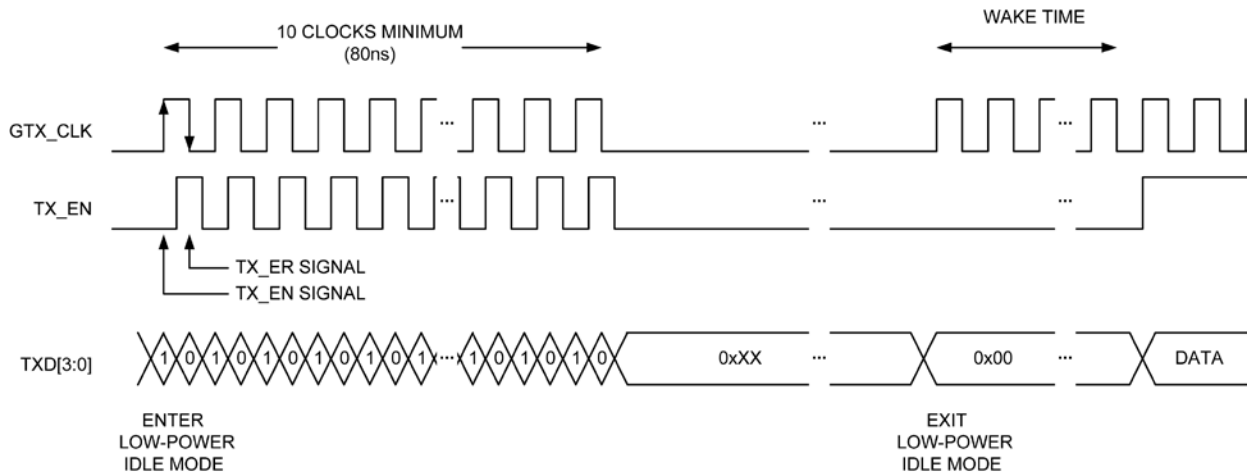 10 CLOCKS MINIMUM
(80ns)
WAKE TIME
GTX_CLK
... ... ...
TX_EN
... ... ...
TX_ER SIGNAL
TX_EN SIGNAL
TXD[3:0]
1 0 1 0 1 0 1 0 1 0 1 ... 1 0 1 0 1 0 0xXX ... 0x00 ... DATA
ENTER
LOW-POWER
IDLE MODE
EXIT
LOW-POWER
IDLE MODE